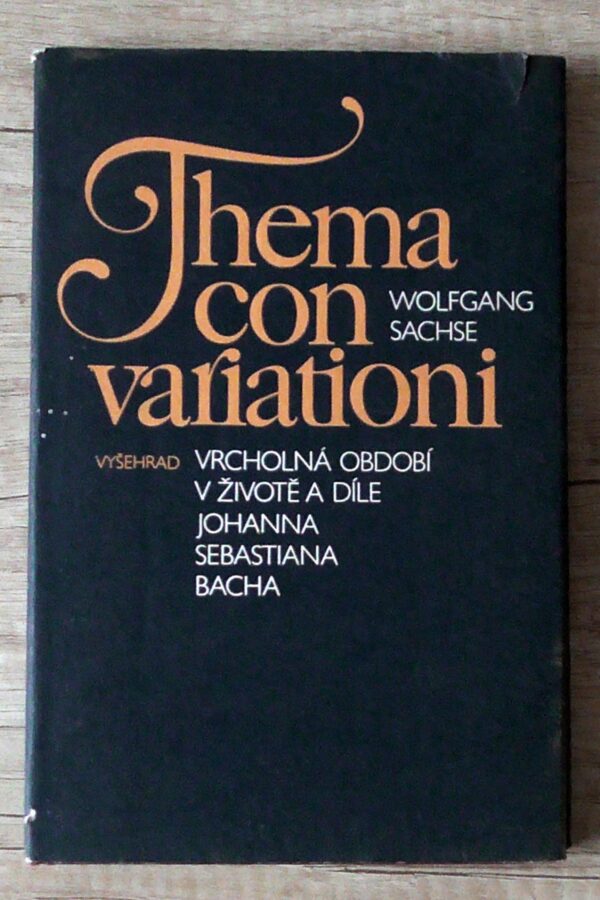 Thema
con
variationi
WOLFGANG
SACHSE
VYŠEHRAD
VRCHOLNÁ OBDOBÍ
V ŽIVOTĚ A DÍLE
JOHANNA
SEBASTIANA
BACHA